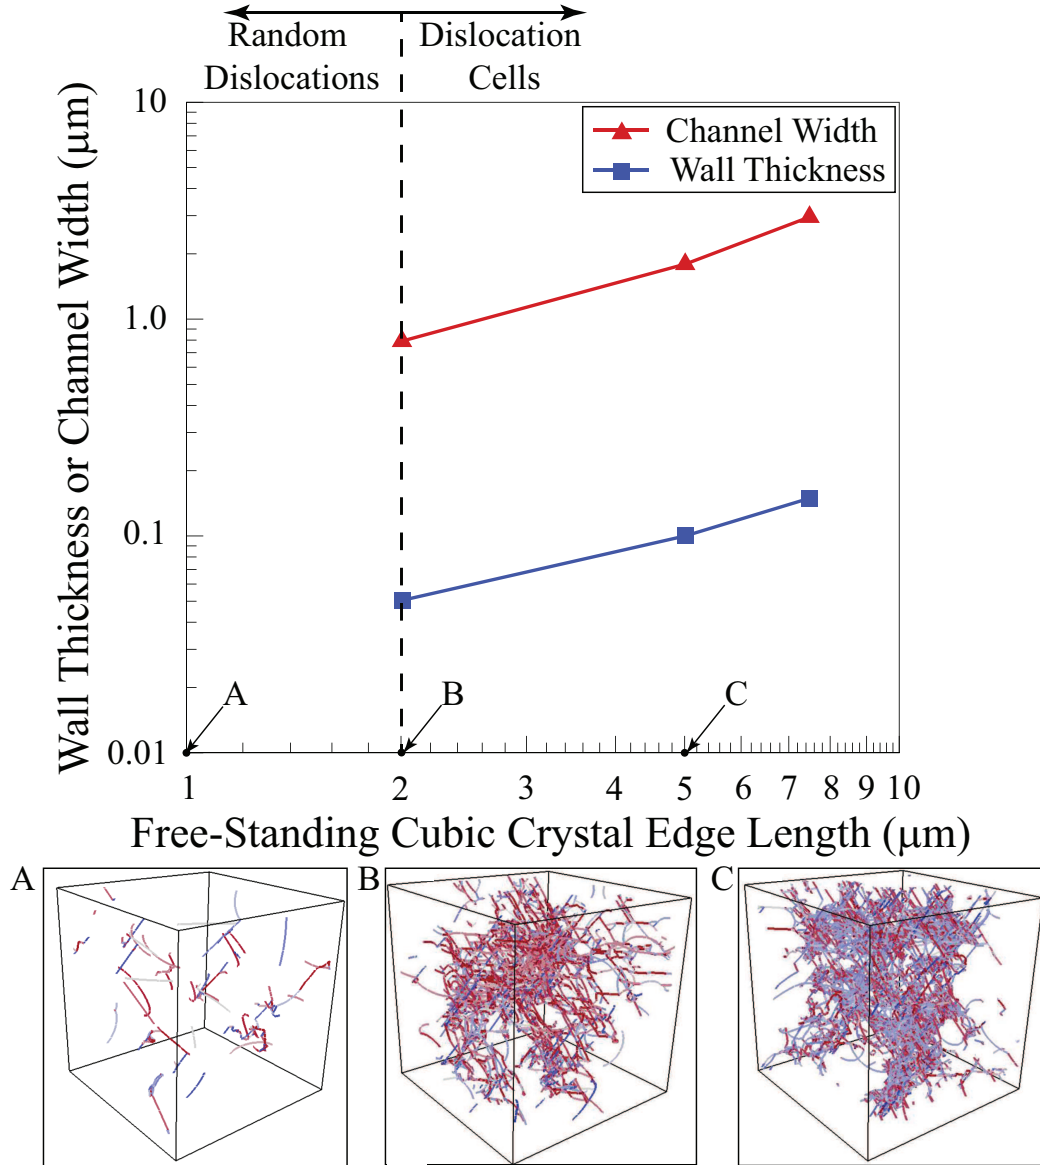 Random Dislocation
Dislocations Cells
10
Channel Width
Wall Thickness
1.0
0.1
0.01
Wall Thickness or Channel Width (μm)
A B C
1 2 3 4 5 6 7 8 9 10
Free-Standing Cubic Crystal Edge Length (μm)
A B C